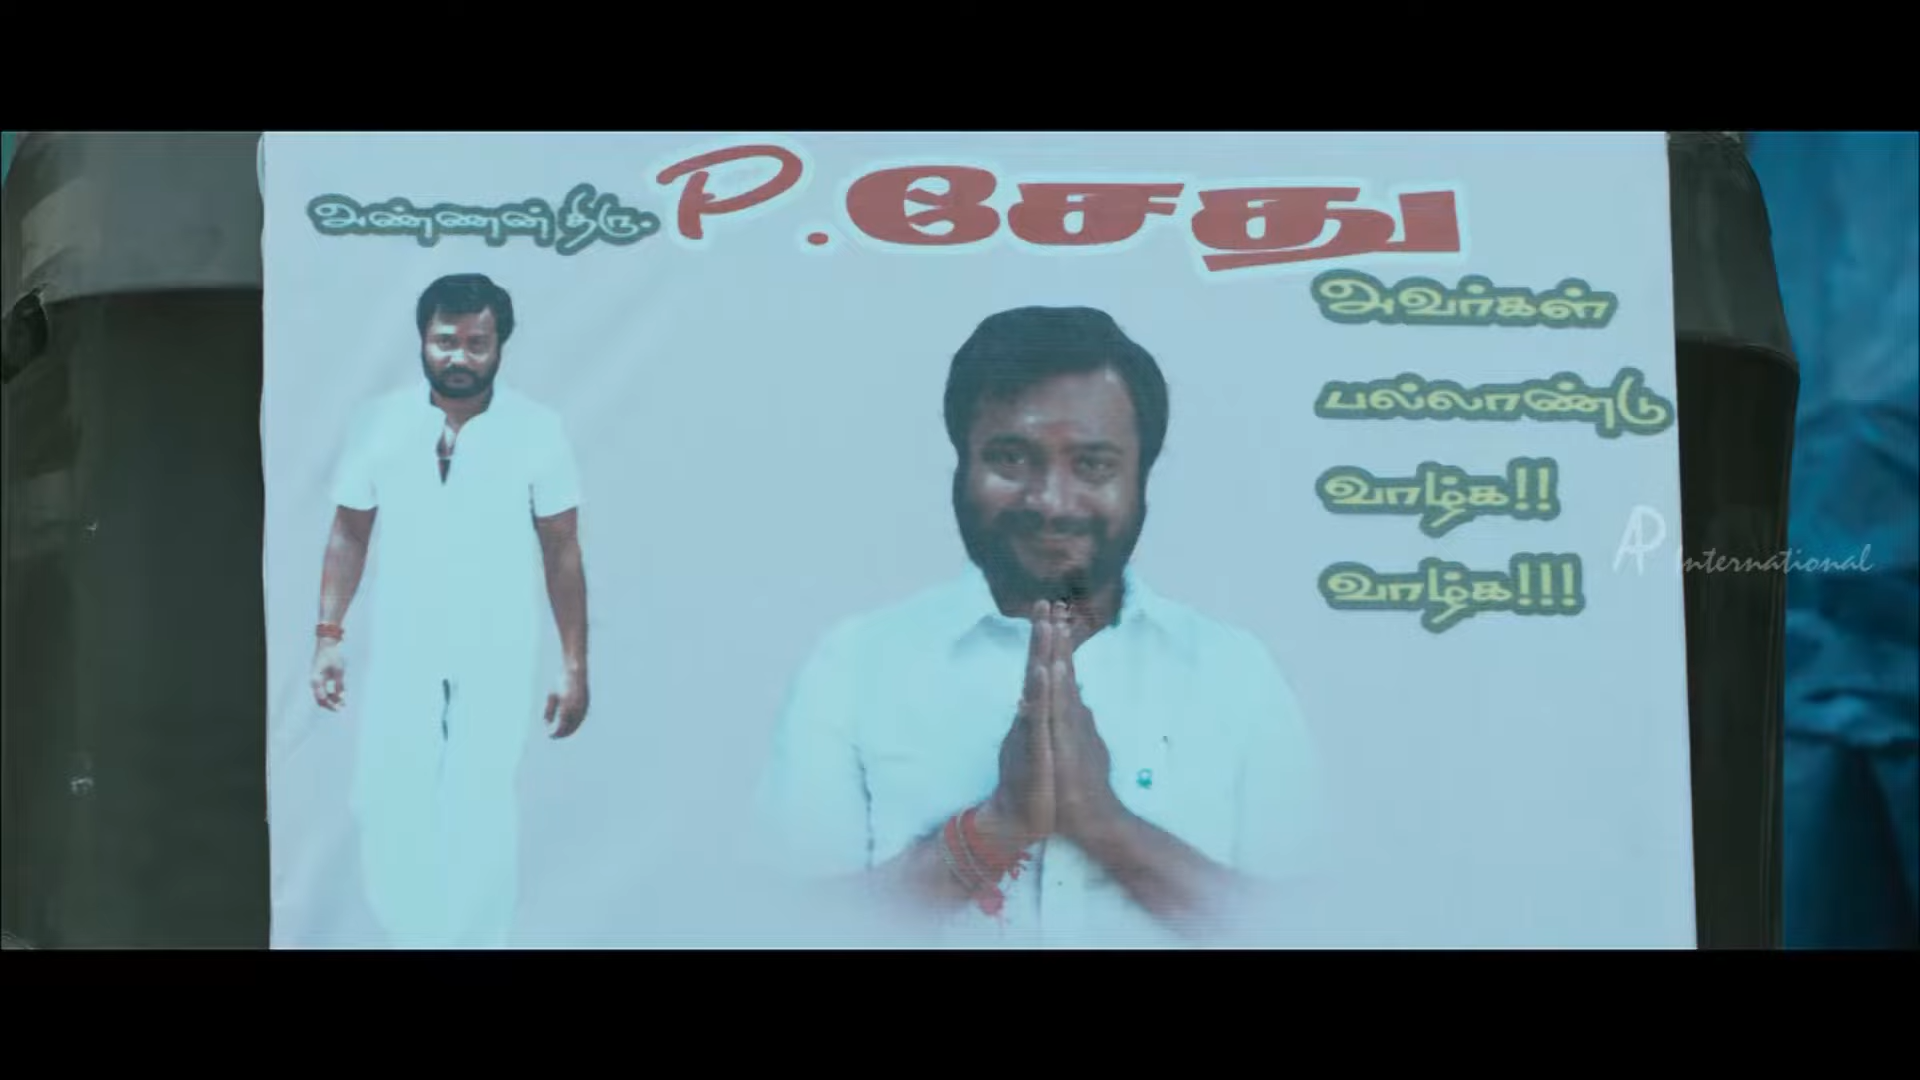 அண்ணன் திரு. P.சேது
அவர்கள்
பல்லாண்டு
வாழ்க!!
வாழ்க!!!
AP International